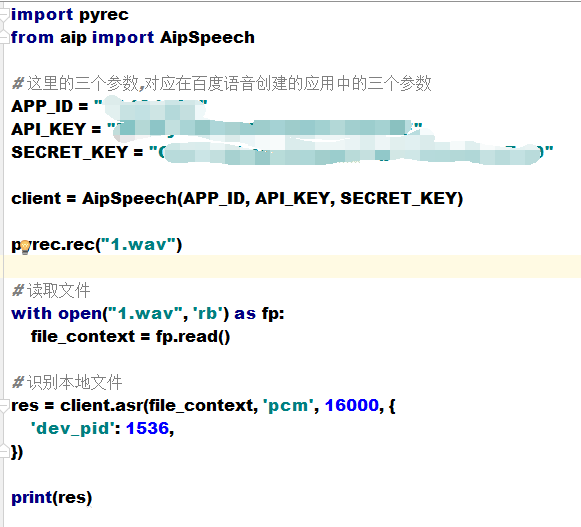 import pyrec
from aip import AipSpeech
# 这里的三个参数,对应在百度语音创建的应用中的三个参数
APP_ID = " "
API_KEY = " "
SECRET_KEY = " "
client = AipSpeech(APP_ID, API_KEY, SECRET_KEY)
pyrec.rec("1.wav")
# 读取文件
with open("1.wav", 'rb') as fp:
file_context = fp.read()
# 识别本地文件
res = client.asr(file_context, 'pcm', 16000, {
'dev_pid': 1536,
})
print(res)